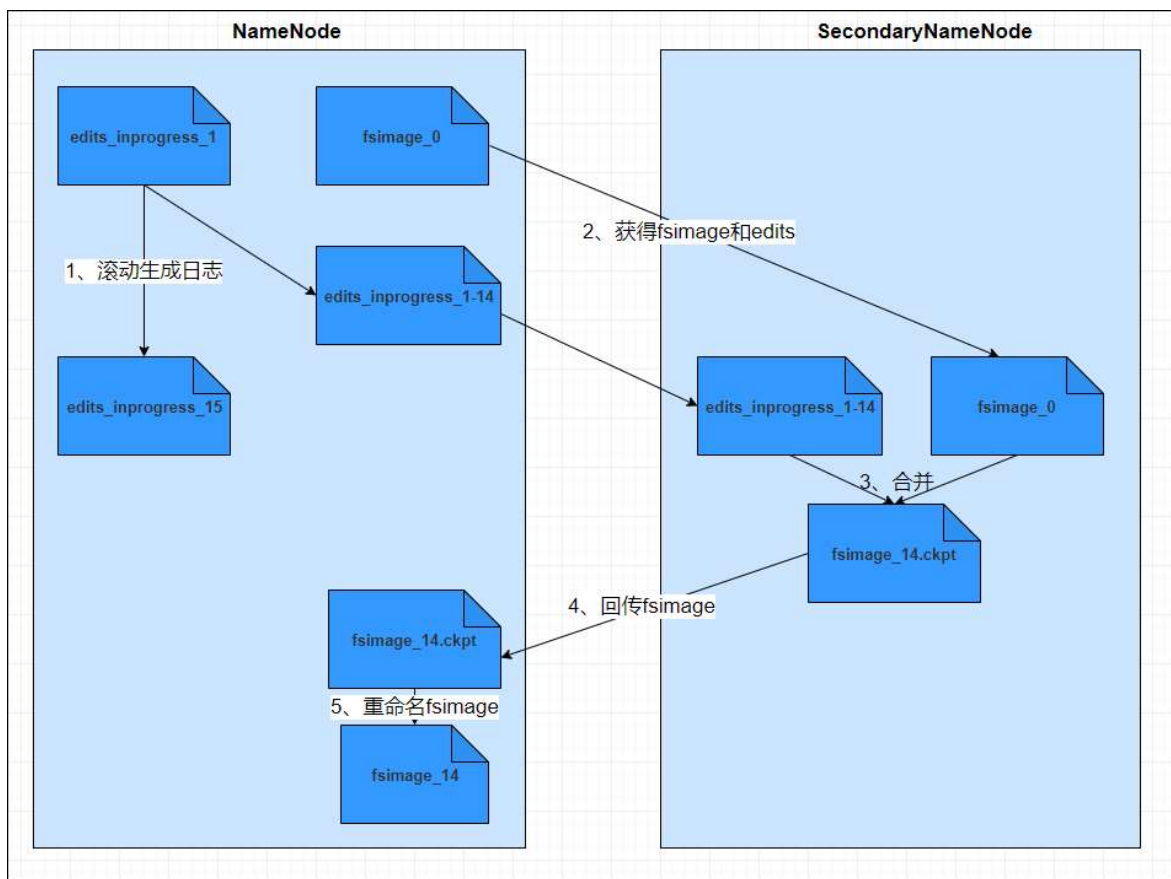 NameNode
SecondaryNameNode
edits_inprogress_1
fsimage_0
2、获得fsimage和edits
1、滚动生成日志
edits_inprogress_1-14
edits_inprogress_15
edits_inprogress_1-14
fsimage_0
3、合并
fsimage_14.ckpt
4、回传fsimage
fsimage_14.ckpt
5、重命名fsimage
fsimage_14